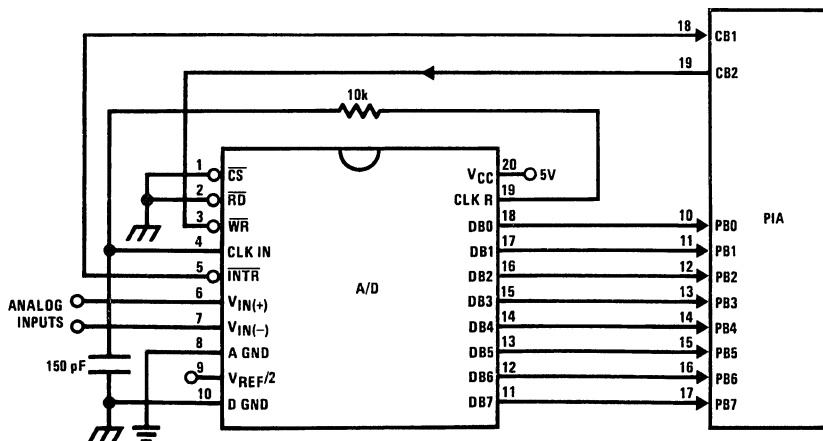 18 CB1
19 CB2
10k
1 CS
2 RD
3 WR
4 CLK IN
5 INTR
6 VIN(+)
7 VIN(−)
8 A GND
9 VREF/2
10 D GND
ANALOG
INPUTS
150 pF
A/D
VCC 20 5V
CLK R 19
DB0 18 10 PB0
DB1 17 11 PB1
DB2 16 12 PB2
DB3 15 13 PB3
DB4 14 14 PB4
DB5 13 15 PB5
DB6 12 16 PB6
DB7 11 17 PB7
PIA